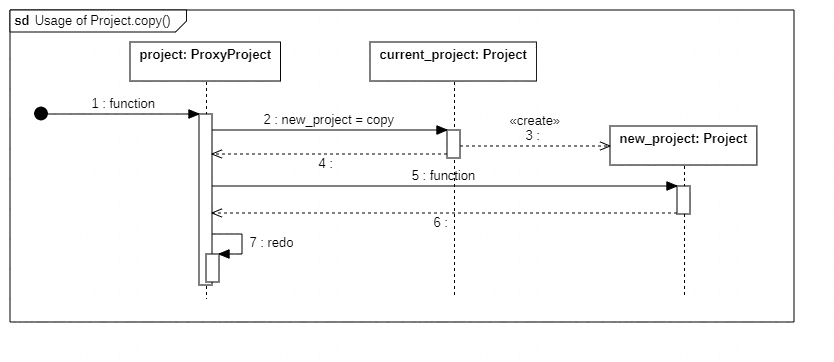 sd Usage of Project.copy()
project: ProxyProject
current_project: Project
1 : function
2 : new_project = copy
«create»
3 :
new_project: Project
4 :
5 : function
6 :
7 : redo